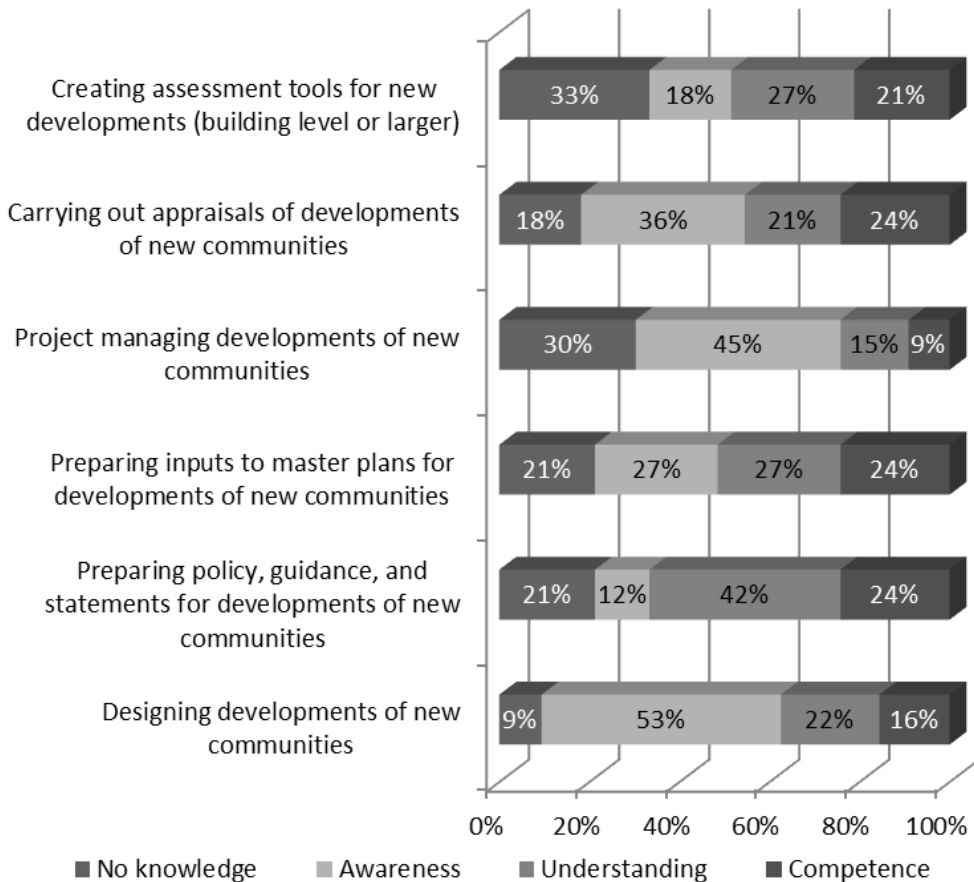 Creating assessment tools for new
developments (building level or larger)
33% 18% 27% 21%
Carrying out appraisals of developments
of new communities
18% 36% 21% 24%
Project managing developments of new
communities
30% 45% 15% 9%
Preparing inputs to master plans for
developments of new communities
21% 27% 27% 24%
Preparing policy, guidance, and
statements for developments of new
communities
21% 12% 42% 24%
Designing developments of new
communities
9% 53% 22% 16%
0% 20% 40% 60% 80% 100%
No knowledge Awareness Understanding Competence